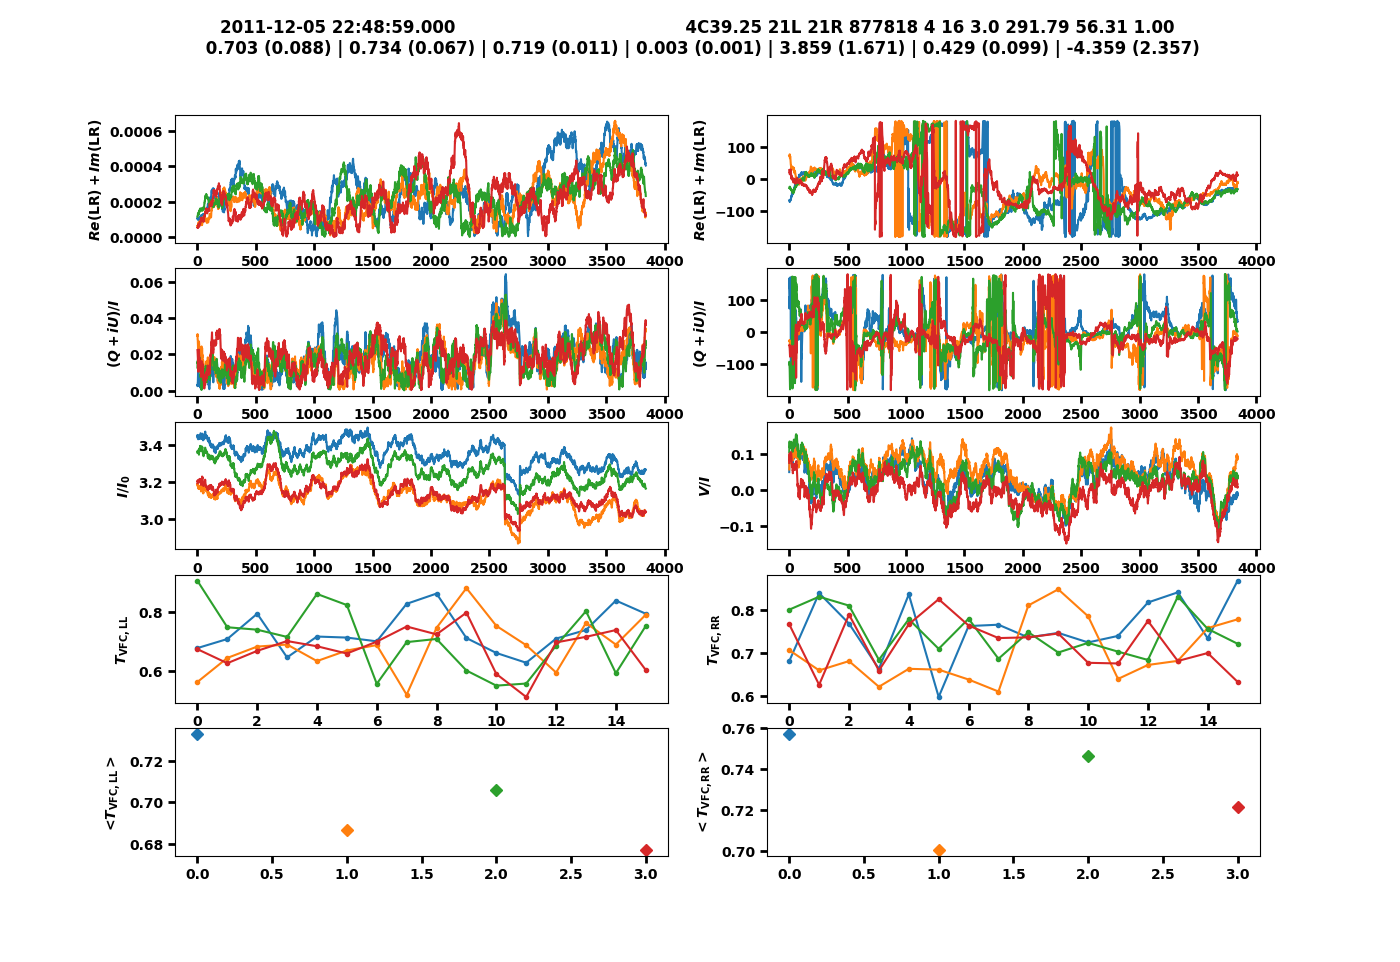 2011-12-05 22:48:59.000 4C39.25 21L 21R 877818 4 16 3.0 291.79 56.31 1.00
0.703 (0.088) | 0.734 (0.067) | 0.719 (0.011) | 0.003 (0.001) | 3.859 (1.671) | 0.429 (0.099) | -4.359 (2.357)
Re(LR) + Im(LR)
0.0006
0.0004
0.0002
0.0000
0 500 1000 1500 2000 2500 3000 3500 4000
Re(LR) + Im(LR)
100
0
−100
0 500 1000 1500 2000 2500 3000 3500 4000
(Q + iU)/I
0.06
0.04
0.02
0.00
0 500 1000 1500 2000 2500 3000 3500 4000
(Q + iU)/I
100
0
−100
0 500 1000 1500 2000 2500 3000 3500 4000
I/I0
3.4
3.2
3.0
0 500 1000 1500 2000 2500 3000 3500 4000
V/I
0.1
0.0
−0.1
0 500 1000 1500 2000 2500 3000 3500 4000
TVFC, LL
0.8
0.6
0 2 4 6 8 10 12 14
TVFC, RR
0.8
0.7
0.6
0 2 4 6 8 10 12 14
<TVFC, LL >
0.72
0.70
0.68
0.0 0.5 1.0 1.5 2.0 2.5 3.0
< TVFC, RR >
0.76
0.74
0.72
0.70
0.0 0.5 1.0 1.5 2.0 2.5 3.0